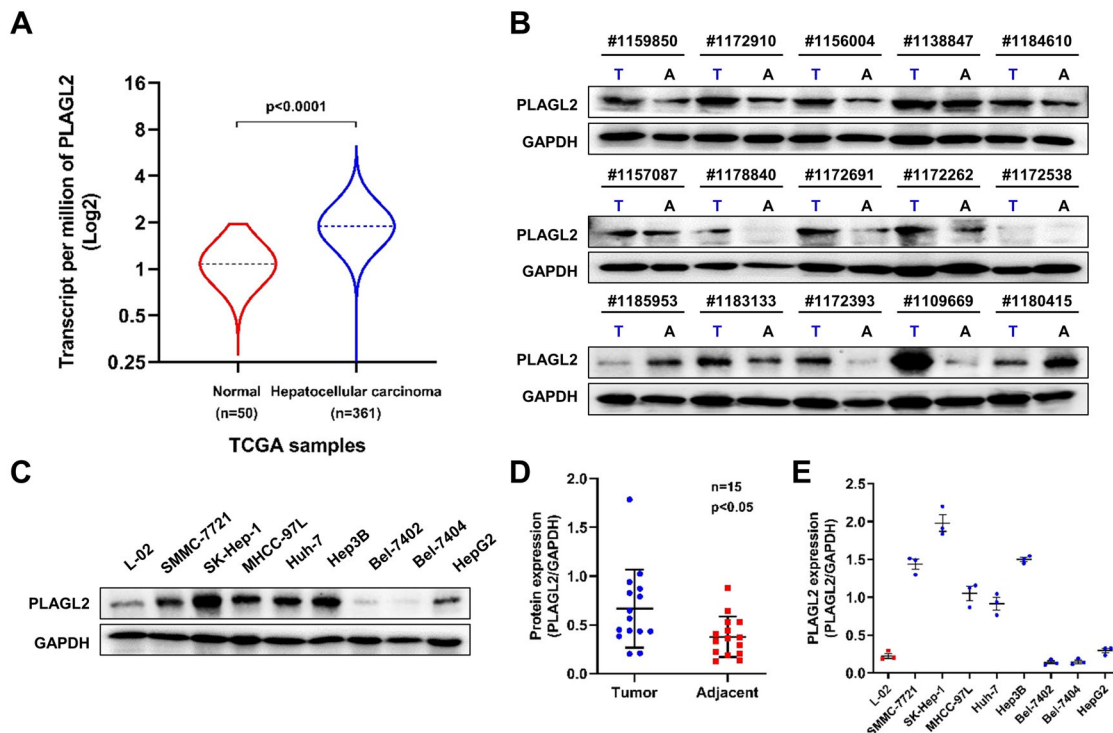 A
Transcript per million of PLAGL2
(Log2)
16
8
4
2
1
0.5
0.25
p<0.0001
Normal
(n=50)
Hepatocellular carcinoma
(n=361)
TCGA samples
B
#1159850 #1172910 #1156004 #1138847 #1184610
T A T A T A T A T A
PLAGL2
GAPDH
#1157087 #1178840 #1172691 #1172262 #1172538
T A T A T A T A T A
PLAGL2
GAPDH
#1185953 #1183133 #1172393 #1109669 #1180415
T A T A T A T A T A
PLAGL2
GAPDH
C
L-02 SMMC-7721 SK-Hep-1 MHCC-97L Huh-7 Hep3B Bel-7402 Bel-7404 HepG2
PLAGL2
GAPDH
D
Protein expression
(PLAGL2/GAPDH)
2.0
1.5
1.0
0.5
0.0
n=15
p<0.05
Tumor Adjacent
E
PLAGL2 expression
(PLAGL2/GAPDH)
2.5
2.0
1.5
1.0
0.5
0.0
L-02 SMMC-7721 SK-Hep-1 MHCC-97L Huh-7 Hep3B Bel-7402 Bel-7404 HepG2